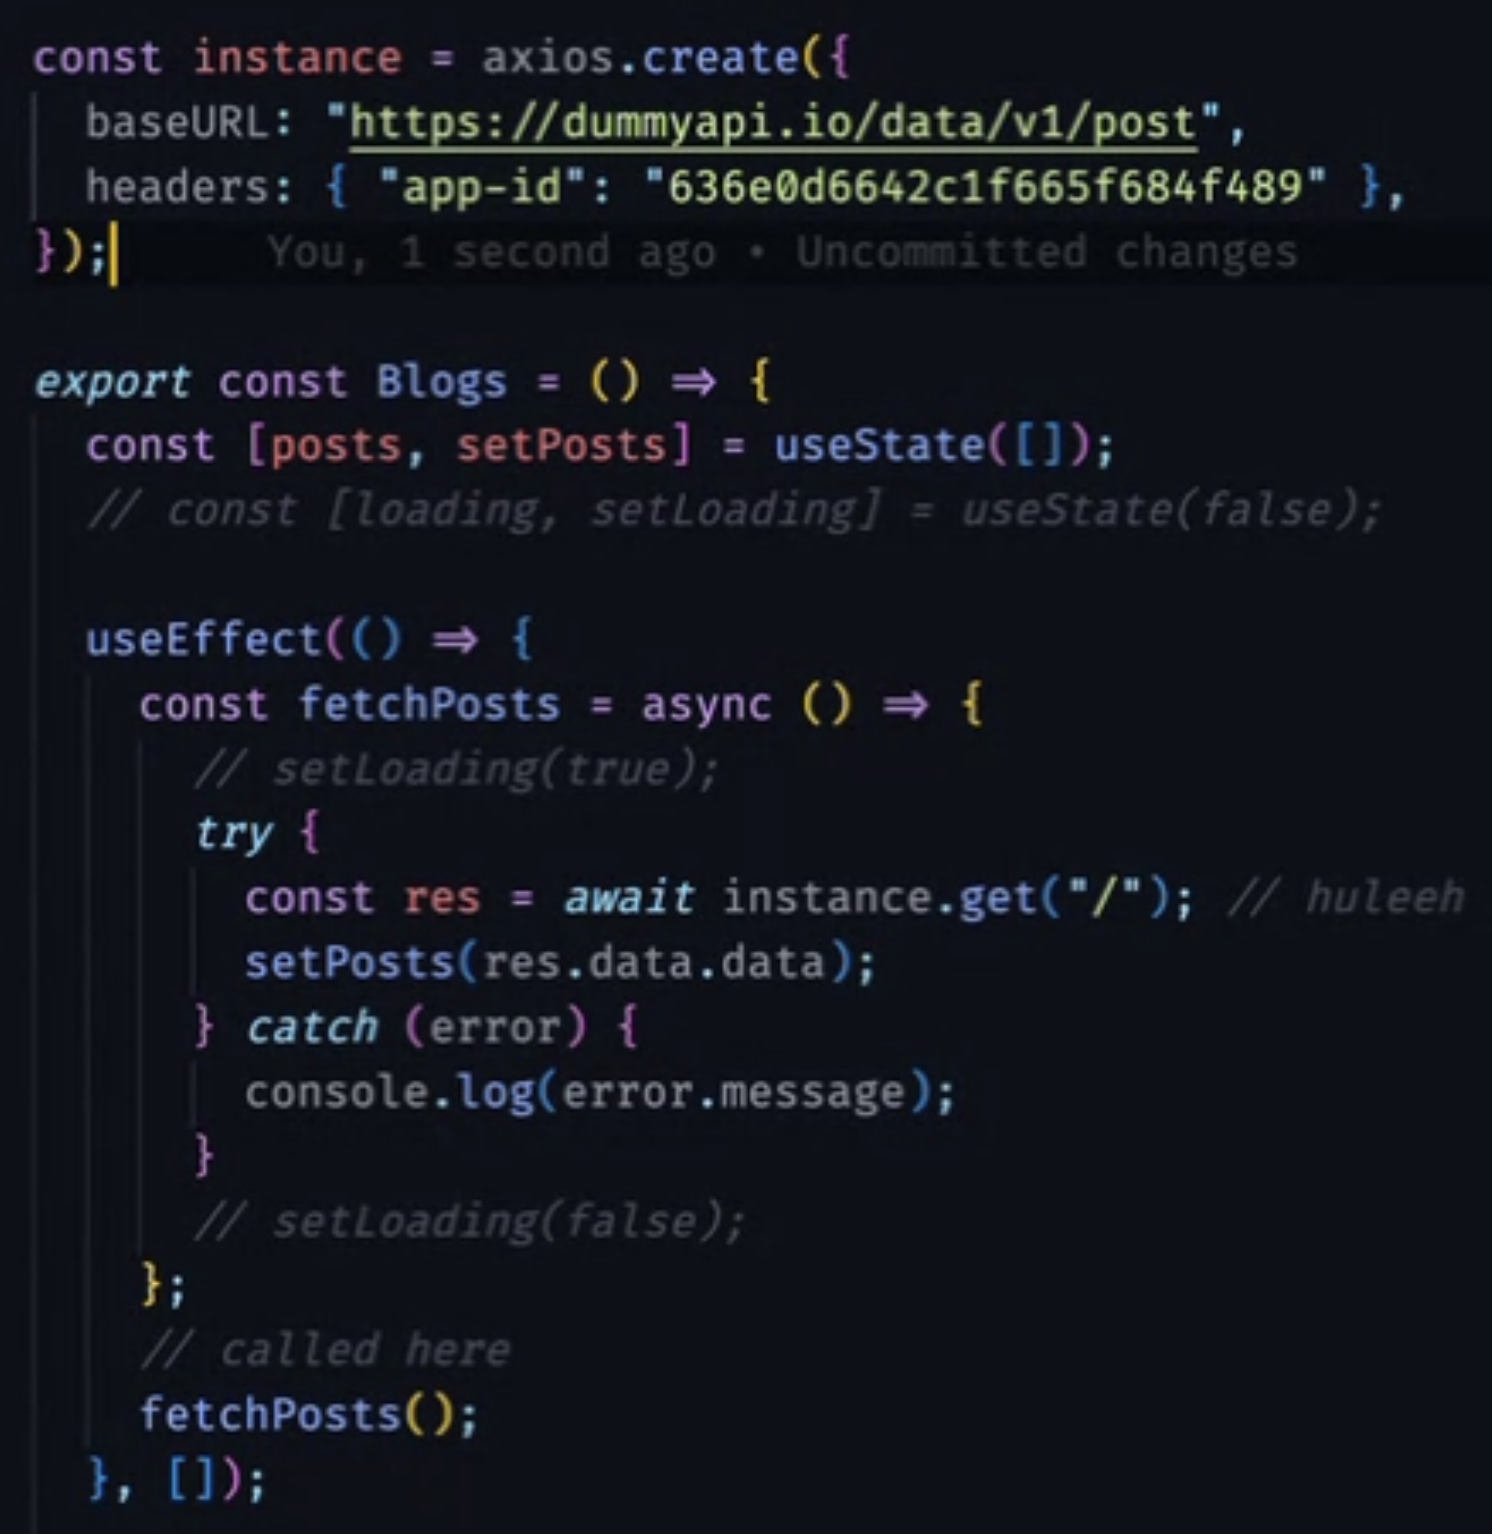 const instance = axios.create({
  baseURL: "https://dummyapi.io/data/v1/post",
  headers: { "app-id": "636e0d6642c1f665f684f489" },
});      You, 1 second ago • Uncommitted changes

export const Blogs = () => {
  const [posts, setPosts] = useState([]);
  // const [loading, setLoading] = useState(false);

  useEffect(() => {
    const fetchPosts = async () => {
      // setLoading(true);
      try {
        const res = await instance.get("/"); // huleeh
        setPosts(res.data.data);
      } catch (error) {
        console.log(error.message);
      }
      // setLoading(false);
    };
    // called here
    fetchPosts();
  }, []);